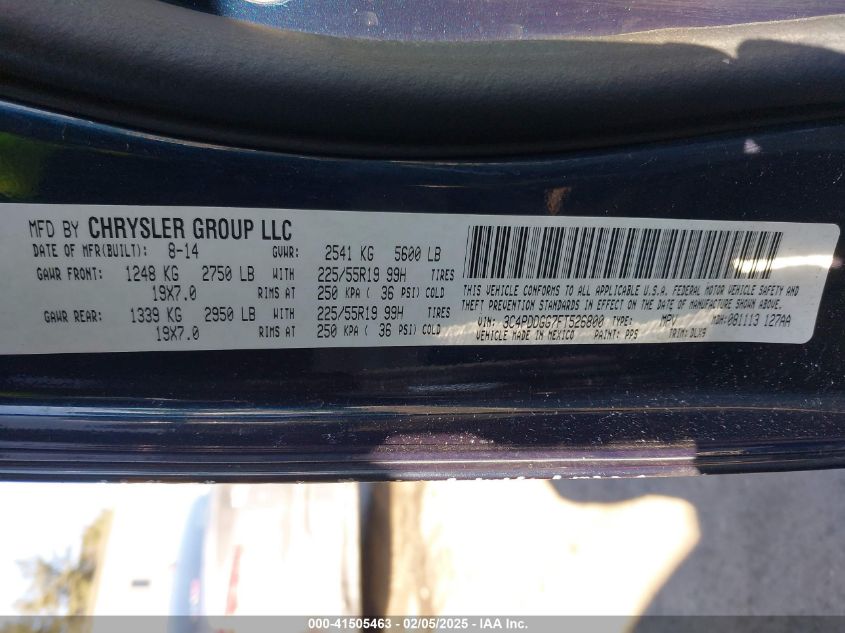 MFD BY CHRYSLER GROUP LLC
DATE OF MFR(BUILT): 8-14 GVWR: 2541 KG 5600 LB
GAWR FRONT: 1248 KG 2750 LB WITH 225/55R19 99H TIRES
19X7.0 RIMS AT 250 KPA ( 36 PSI) COLD
GAWR REAR: 1339 KG 2950 LB WITH 225/55R19 99H TIRES
19X7.0 RIMS AT 250 KPA ( 36 PSI) COLD
THIS VEHICLE CONFORMS TO ALL APPLICABLE U.S.A. FEDERAL MOTOR VEHICLE SAFETY AND
THEFT PREVENTION STANDARDS IN EFFECT ON THE DATE OF MANUFACTURE SHOWN ABOVE.
VIN: 3C4PDDGG7FT526800 TYPE: MPV MDH:081113 127AA
VEHICLE MADE IN MEXICO PAINT: PPS TRIM: DLX9
000-41505463 - 02/05/2025 - IAA Inc.